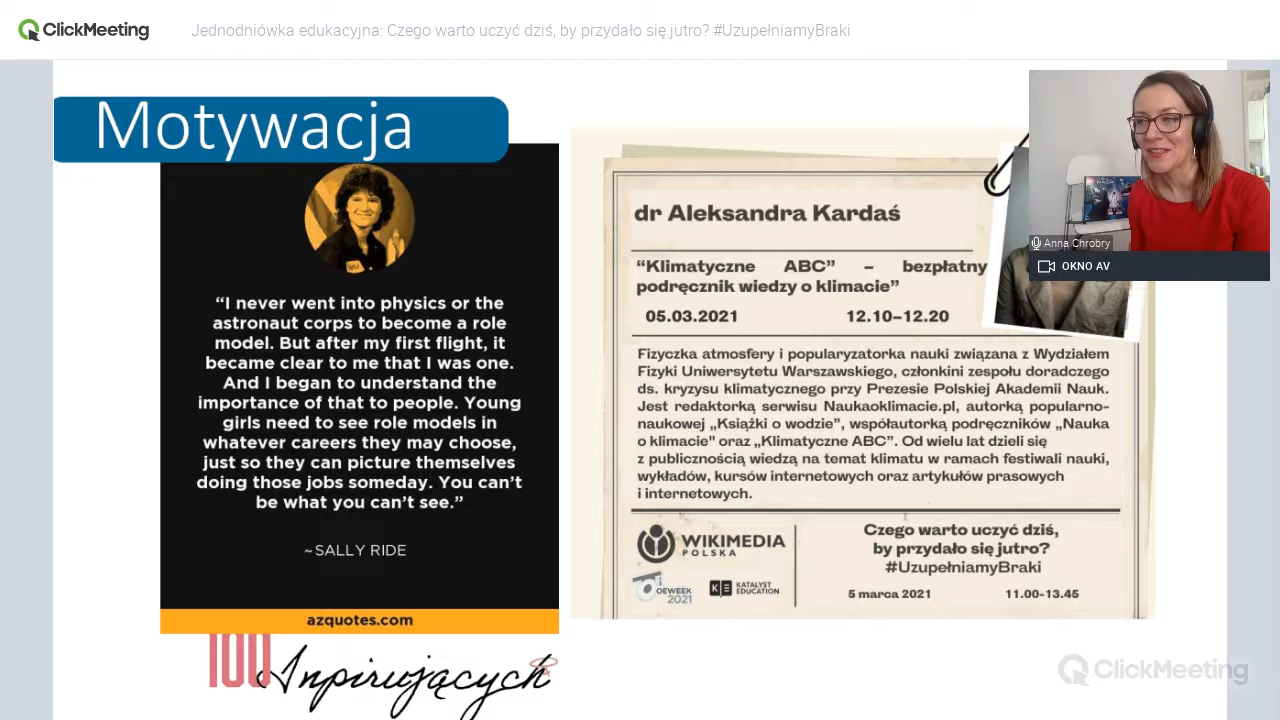 ClickMeeting
Jednodniówka edukacyjna: Czego warto uczyć dziś, by przydało się jutro? #UzupełniamyBraki
Motywacja
“I never went into physics or the
astronaut corps to become a role
model. But after my first flight, it
became clear to me that I was one.
And I began to understand the
importance of that to people. Young
girls need to see role models in
whatever careers they may choose,
just so they can picture themselves
doing those jobs someday. You can’t
be what you can’t see.”
~SALLY RIDE
azquotes.com
100
Inpirujących
dr Aleksandra Kardaś
“Klimatyczne ABC” – bezpłatny
podręcznik wiedzy o klimacie”
05.03.2021 12.10–12.20
Fizyczka atmosfery i popularyzatorka nauki związana z Wydziałem
Fizyki Uniwersytetu Warszawskiego, członkini zespołu doradczego
ds. kryzysu klimatycznego przy Prezesie Polskiej Akademii Nauk.
Jest redaktorką serwisu Naukaoklimacie.pl, autorką popularno-
naukowej „Książki o wodzie”, współautorką podręczników „Nauka
o klimacie" oraz „Klimatyczne ABC”. Od wielu lat dzieli się
z publicznością wiedzą na temat klimatu w ramach festiwali nauki,
wykładów, kursów internetowych oraz artykułów prasowych
i internetowych.
WIKIMEDIA
POLSKA
OEWEEK
2021
KE KATALYST
EDUCATION
Czego warto uczyć dziś,
by przydało się jutro?
#UzupełniamyBraki
5 marca 2021 11.00-13.45
Anna Chrobry
OKNO AV
ClickMeeting